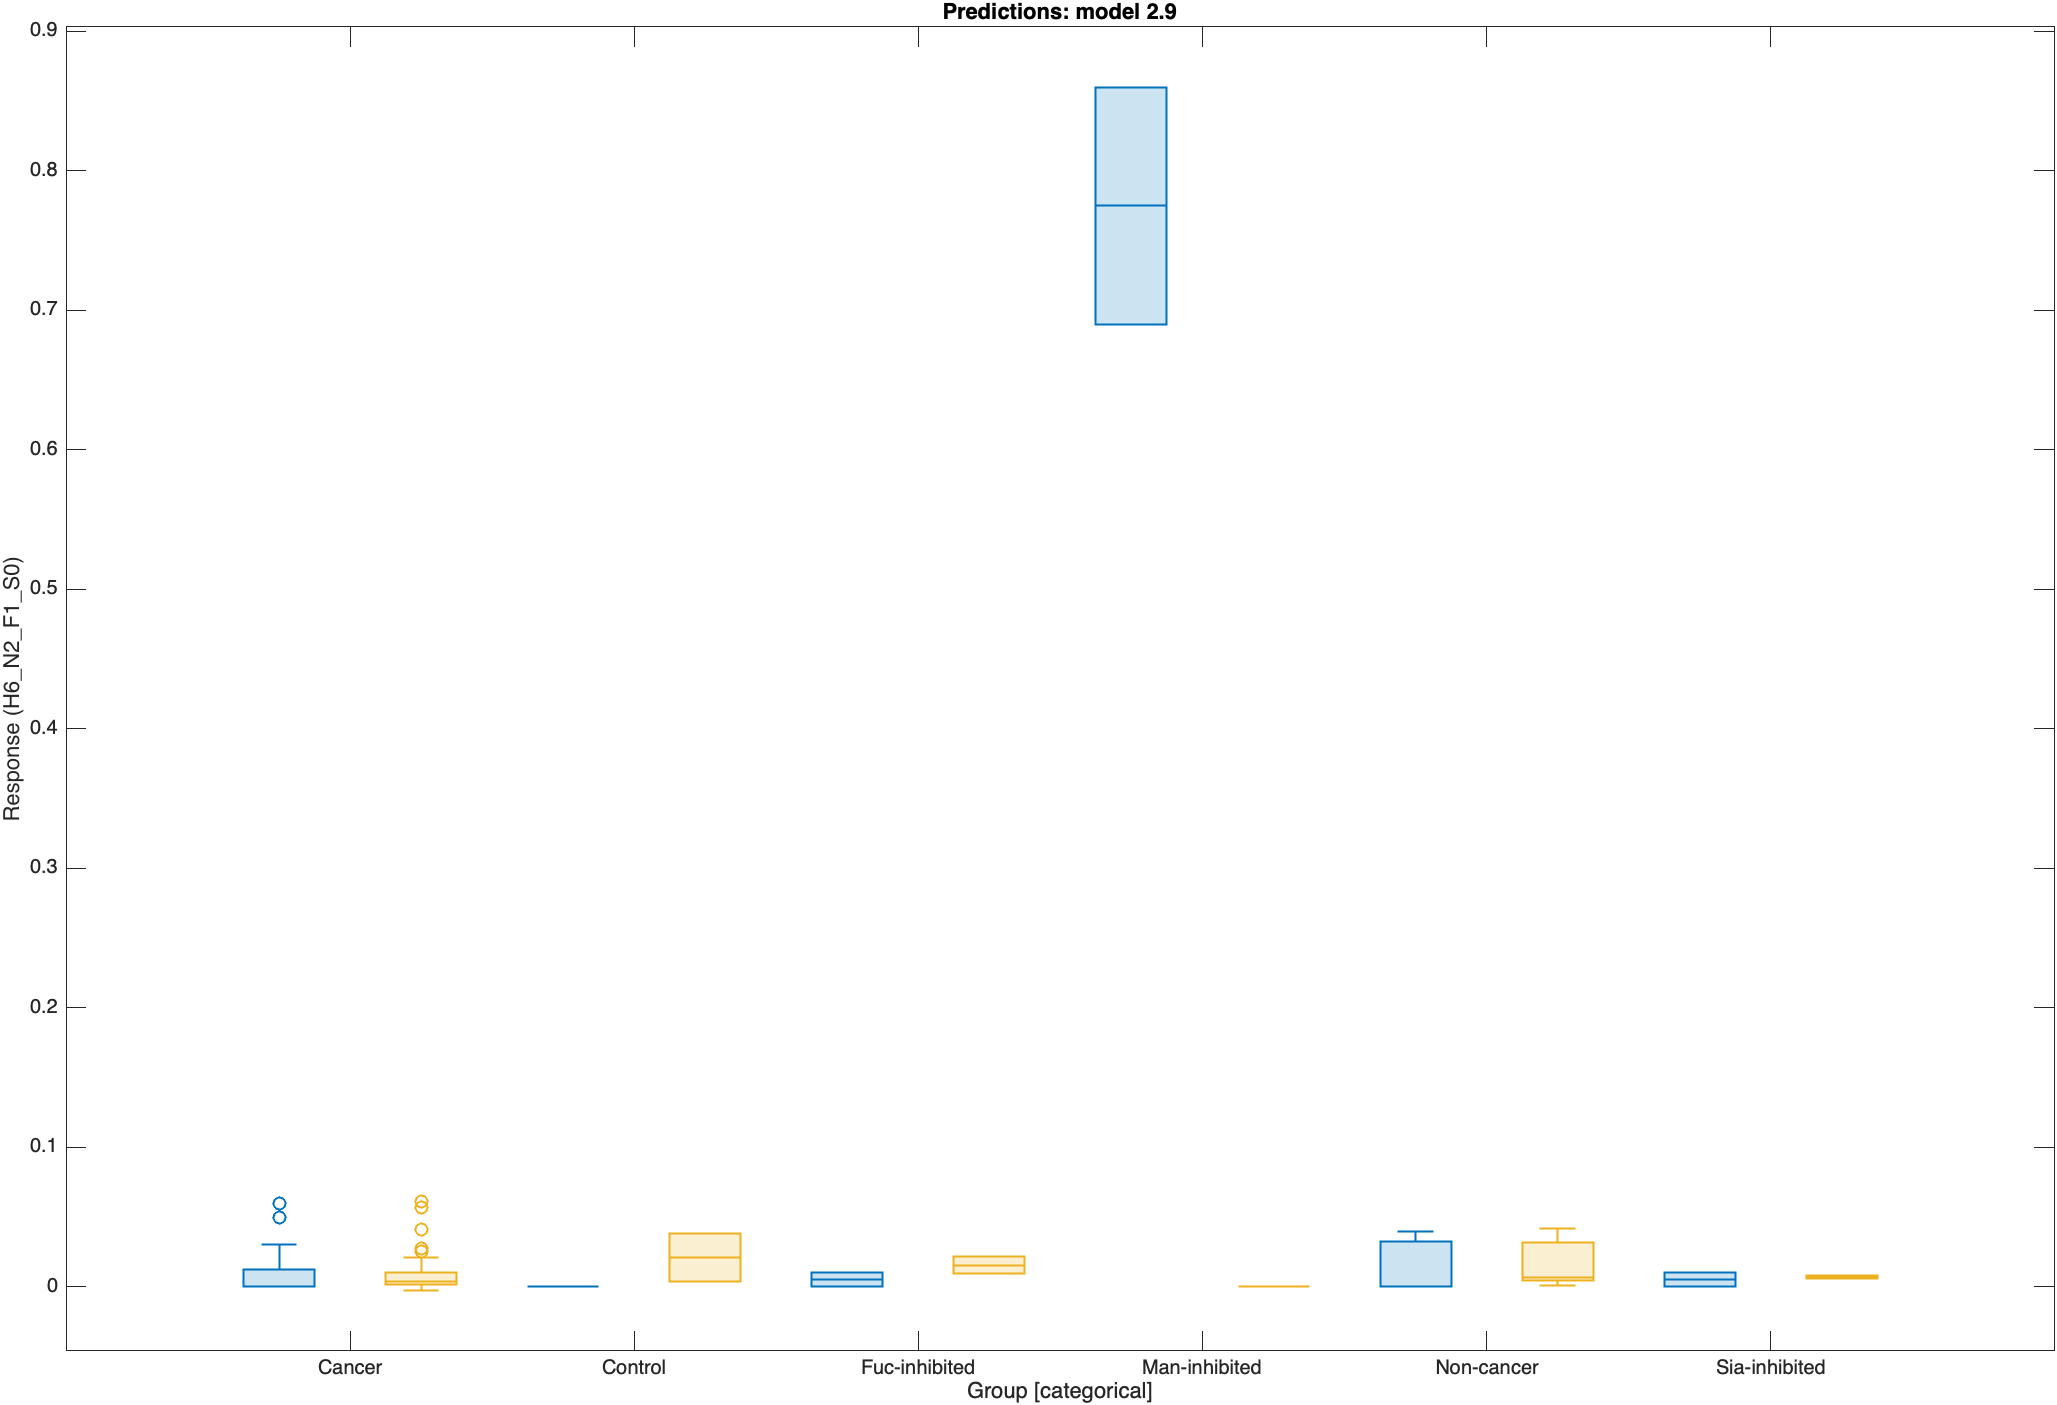 Predictions: model 2.9
Response (H6_N2_F1_S0)
0.9
0.8
0.7
0.6
0.5
0.4
0.3
0.2
0.1
0
Cancer Control Fuc-inhibited Man-inhibited Non-cancer Sia-inhibited
Group [categorical]